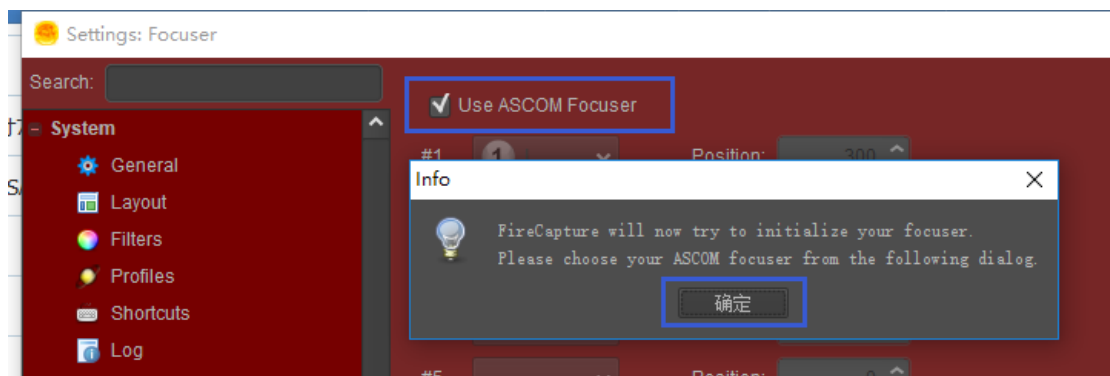 Settings: Focuser
Search:
Use ASCOM Focuser
System
#1
1
Position:
300
General
Layout
Filters
Profiles
Shortcuts
Log
Info
FireCapture will now try to initialize your focuser.
Please choose your ASCOM focuser from the following dialog.
确定
#5
Position:
0